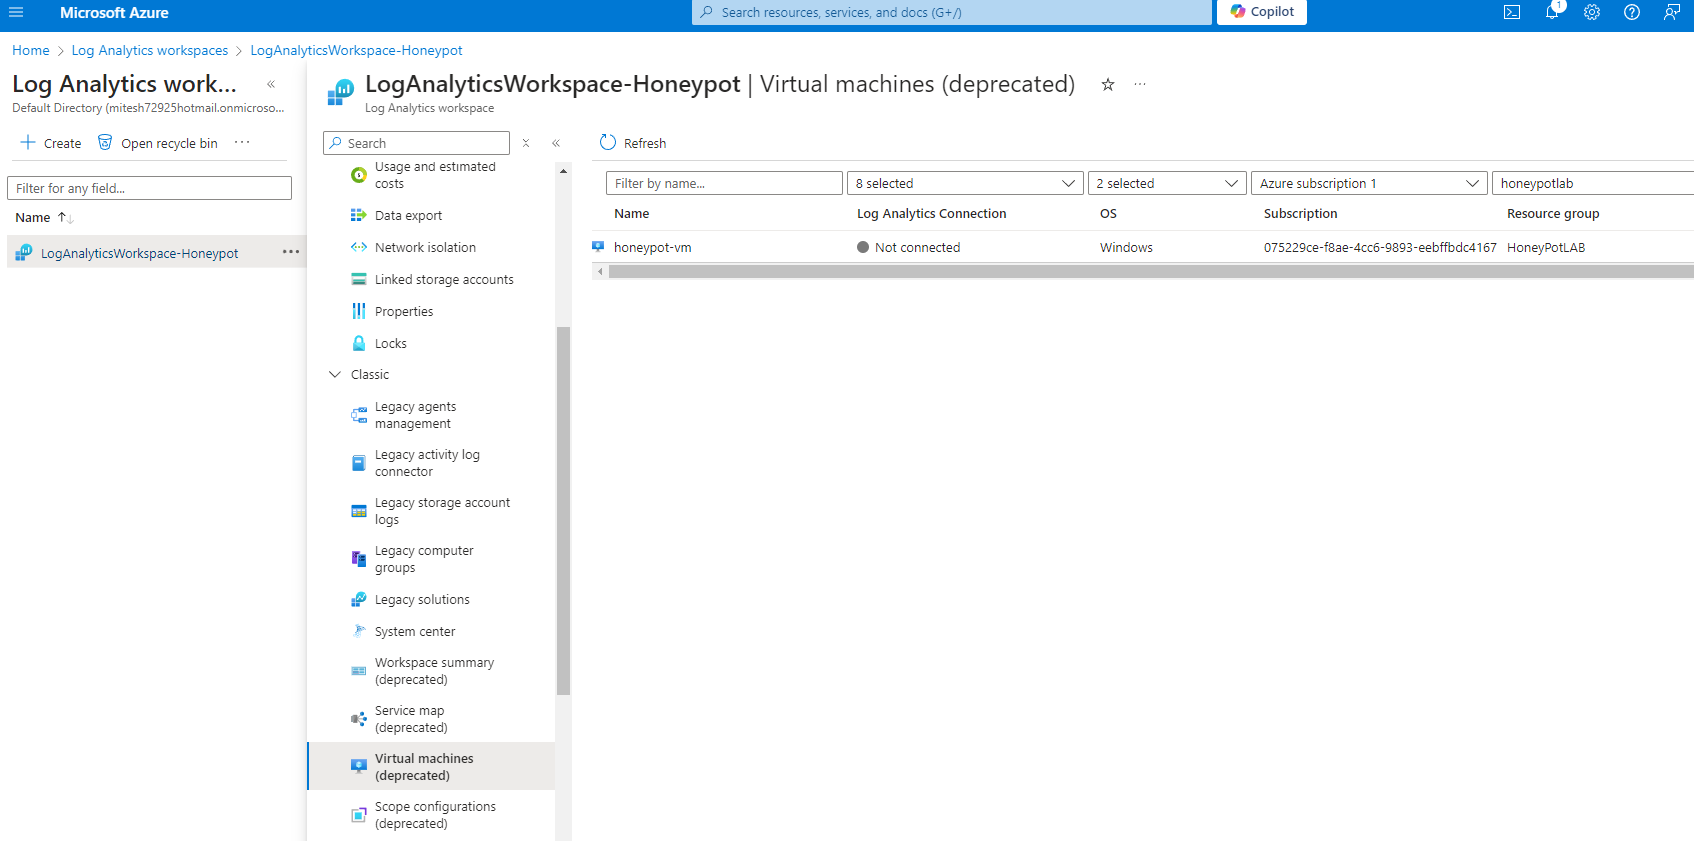 Microsoft Azure
Search resources, services, and docs (G+/)
Copilot
1
Home > Log Analytics workspaces > LogAnalyticsWorkspace-Honeypot
Log Analytics work...
Default Directory (mitesh72925hotmail.onmicroso...
Create
Open recycle bin
Filter for any field...
Name
LogAnalyticsWorkspace-Honeypot
LogAnalyticsWorkspace-Honeypot | Virtual machines (deprecated)
Log Analytics workspace
Search
Usage and estimated
costs
Data export
Network isolation
Linked storage accounts
Properties
Locks
Classic
Legacy agents
management
Legacy activity log
connector
Legacy storage account
logs
Legacy computer
groups
Legacy solutions
System center
Workspace summary
(deprecated)
Service map
(deprecated)
Virtual machines
(deprecated)
Scope configurations
(deprecated)
Refresh
Filter by name...
8 selected
2 selected
Azure subscription 1
honeypotlab
Name Log Analytics Connection OS Subscription Resource group
honeypot-vm Not connected Windows 075229ce-f8ae-4cc6-9893-eebffbdc4167 HoneyPotLAB